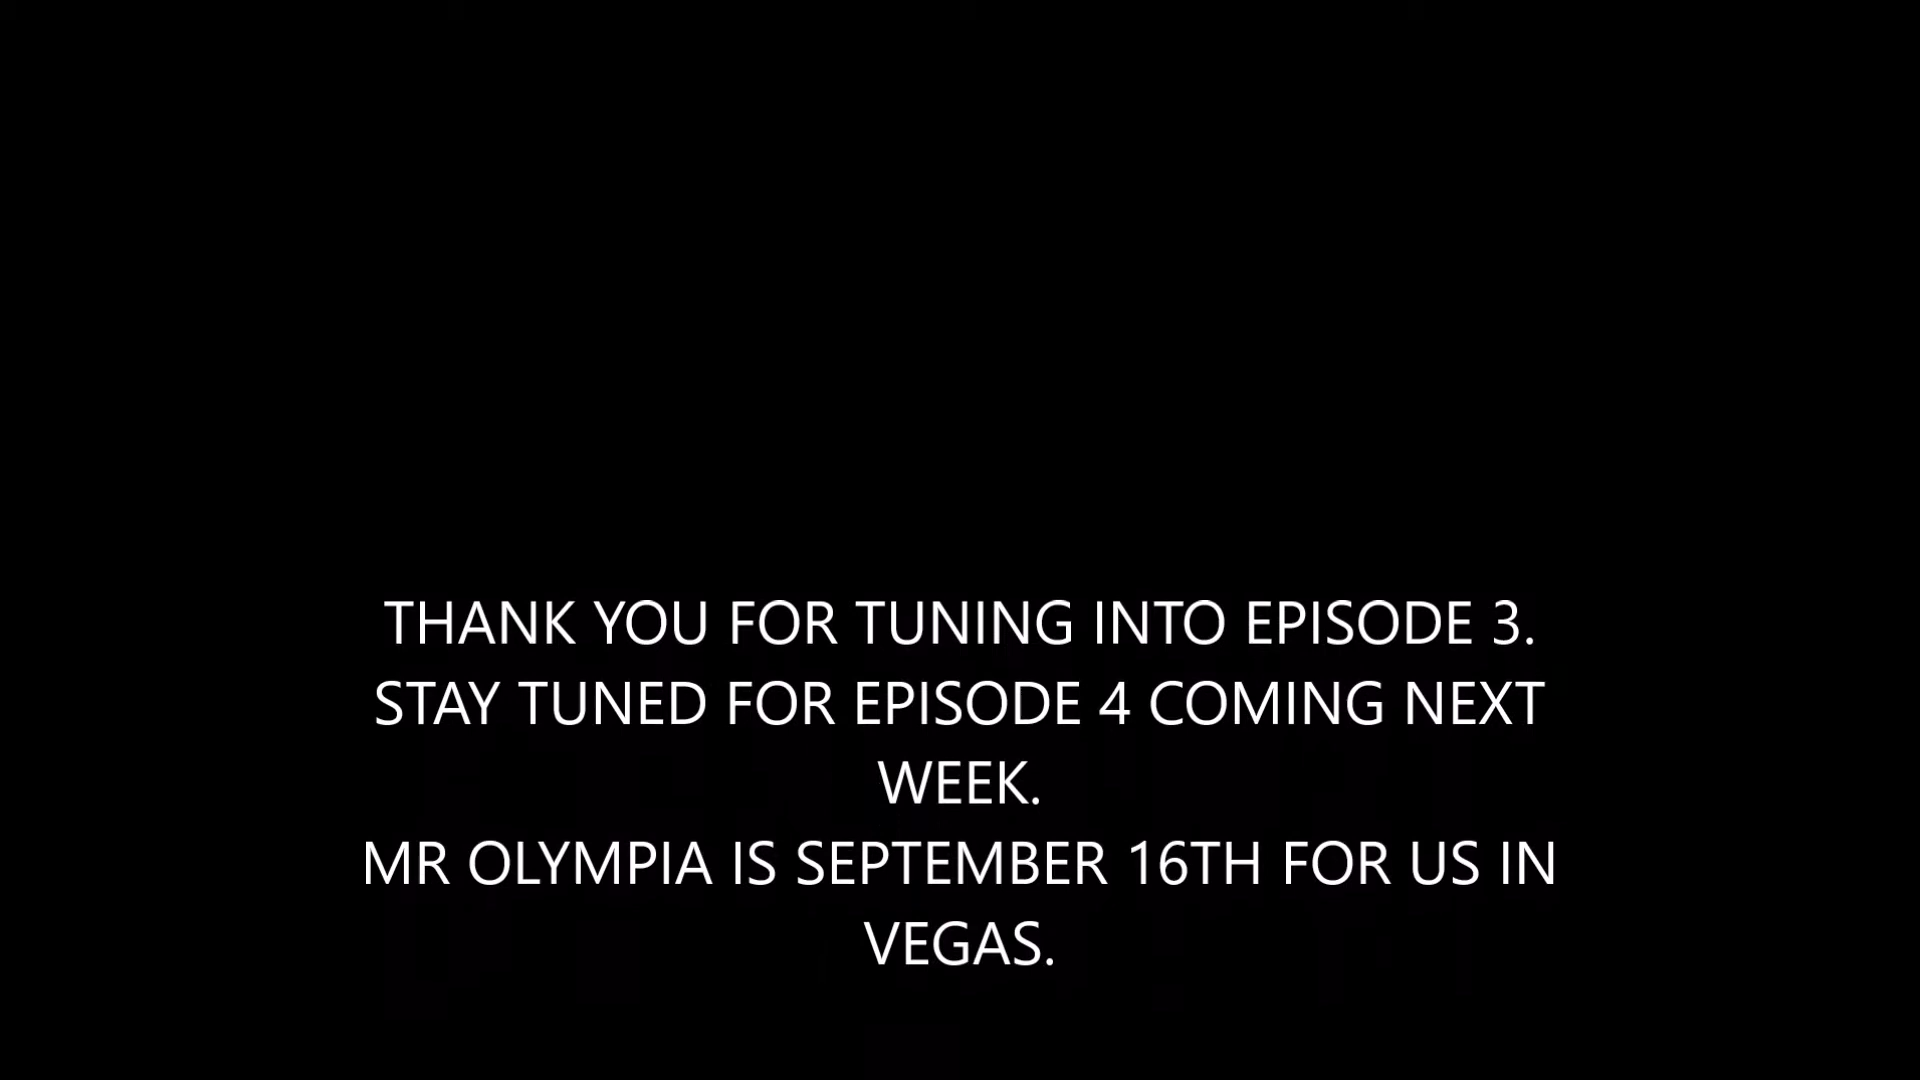 THANK YOU FOR TUNING INTO EPISODE 3.
STAY TUNED FOR EPISODE 4 COMING NEXT
WEEK.
MR OLYMPIA IS SEPTEMBER 16TH FOR US IN
VEGAS.